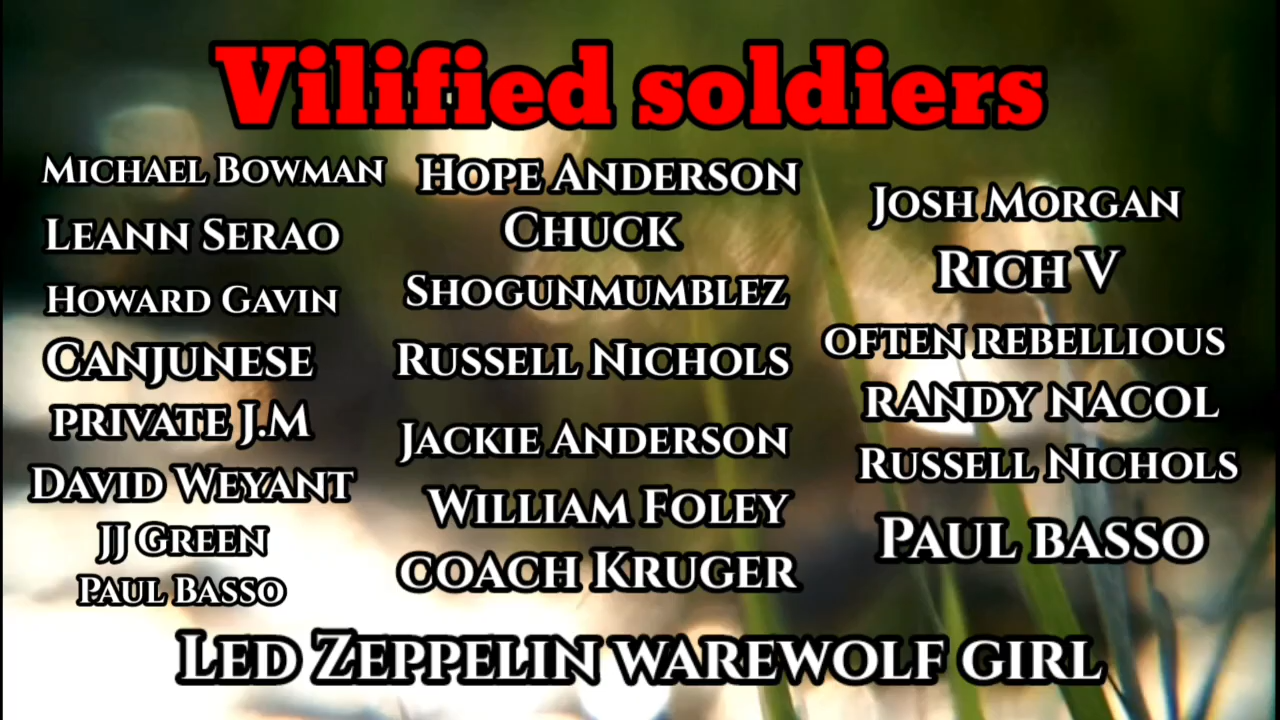 Vilified soldiers
Michael Bowman
Leann Serao
Howard Gavin
Canjunese
private J.M
David Weyant
JJ Green
Paul Basso
Hope Anderson
Chuck
Shogunmumblez
Russell Nichols
Jackie Anderson
William Foley
coach Kruger
Josh Morgan
Rich V
often rebellious
randy nacol
Russell Nichols
Paul basso
Led Zeppelin warewolf girl